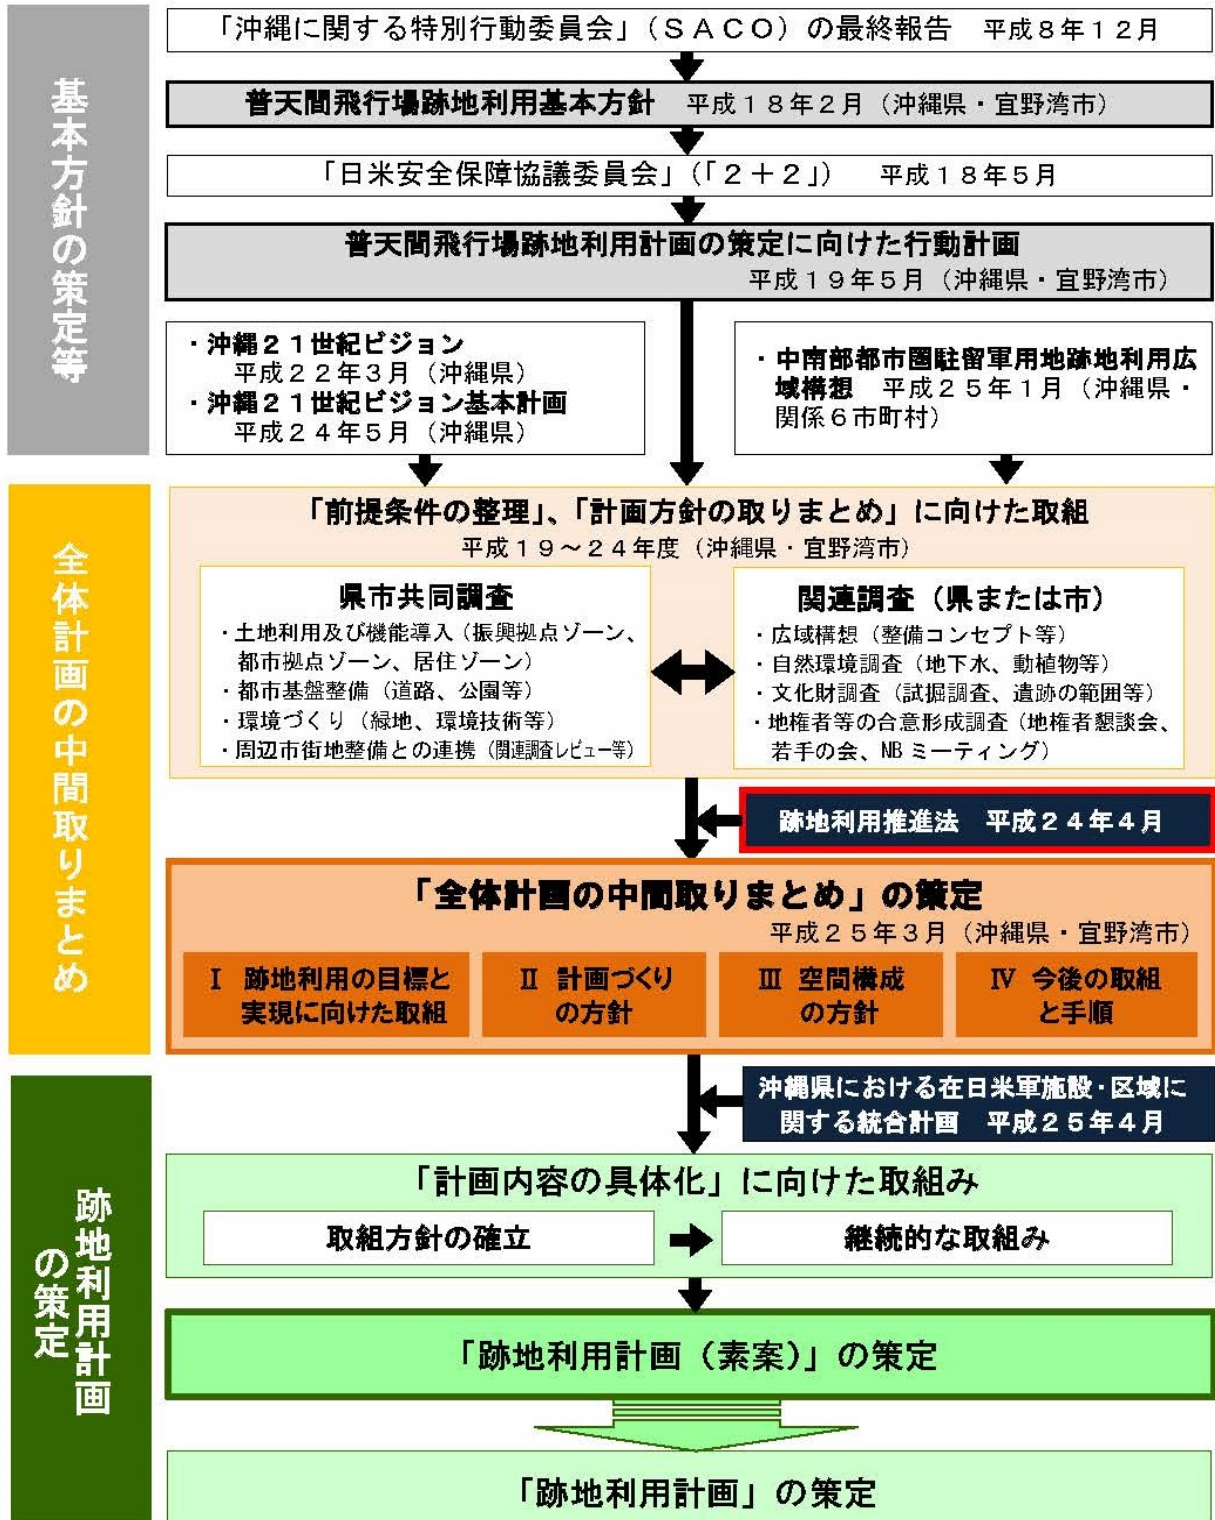 基本方針の策定等
「沖縄に関する特別行動委員会」（ＳＡＣＯ）の最終報告　平成８年１２月
普天間飛行場跡地利用基本方針　平成１８年２月（沖縄県・宜野湾市）
「日米安全保障協議委員会」（「２＋２」）　平成１８年５月
普天間飛行場跡地利用計画の策定に向けた行動計画
平成１９年５月（沖縄県・宜野湾市）
・沖縄２１世紀ビジョン
平成２２年３月（沖縄県）
・沖縄２１世紀ビジョン基本計画
平成２４年５月（沖縄県）
・中南部都市圏駐留軍用地跡地利用広
域構想　平成２５年１月（沖縄県・
関係６市町村）
全体計画の中間取りまとめ
「前提条件の整理」、「計画方針の取りまとめ」に向けた取組
平成１９～２４年度（沖縄県・宜野湾市）
県市共同調査
・土地利用及び機能導入（振興拠点ゾーン、
都市拠点ゾーン、居住ゾーン）
・都市基盤整備（道路、公園等）
・環境づくり（緑地、環境技術等）
・周辺市街地整備との連携（関連調査レビュー等）
関連調査（県または市）
・広域構想（整備コンセプト等）
・自然環境調査（地下水、動植物等）
・文化財調査（試掘調査、遺跡の範囲等）
・地権者等の合意形成調査（地権者懇談会、
若手の会、NBミーティング）
跡地利用推進法　平成２４年４月
「全体計画の中間取りまとめ」の策定
平成２５年３月（沖縄県・宜野湾市）
Ⅰ 跡地利用の目標と
実現に向けた取組
Ⅱ 計画づくり
の方針
Ⅲ 空間構成
の方針
Ⅳ 今後の取組
と手順
沖縄県における在日米軍施設・区域に
関する統合計画　平成２５年４月
跡地利用計画
の策定
「計画内容の具体化」に向けた取組み
取組方針の確立
継続的な取組み
「跡地利用計画（素案）」の策定
「跡地利用計画」の策定